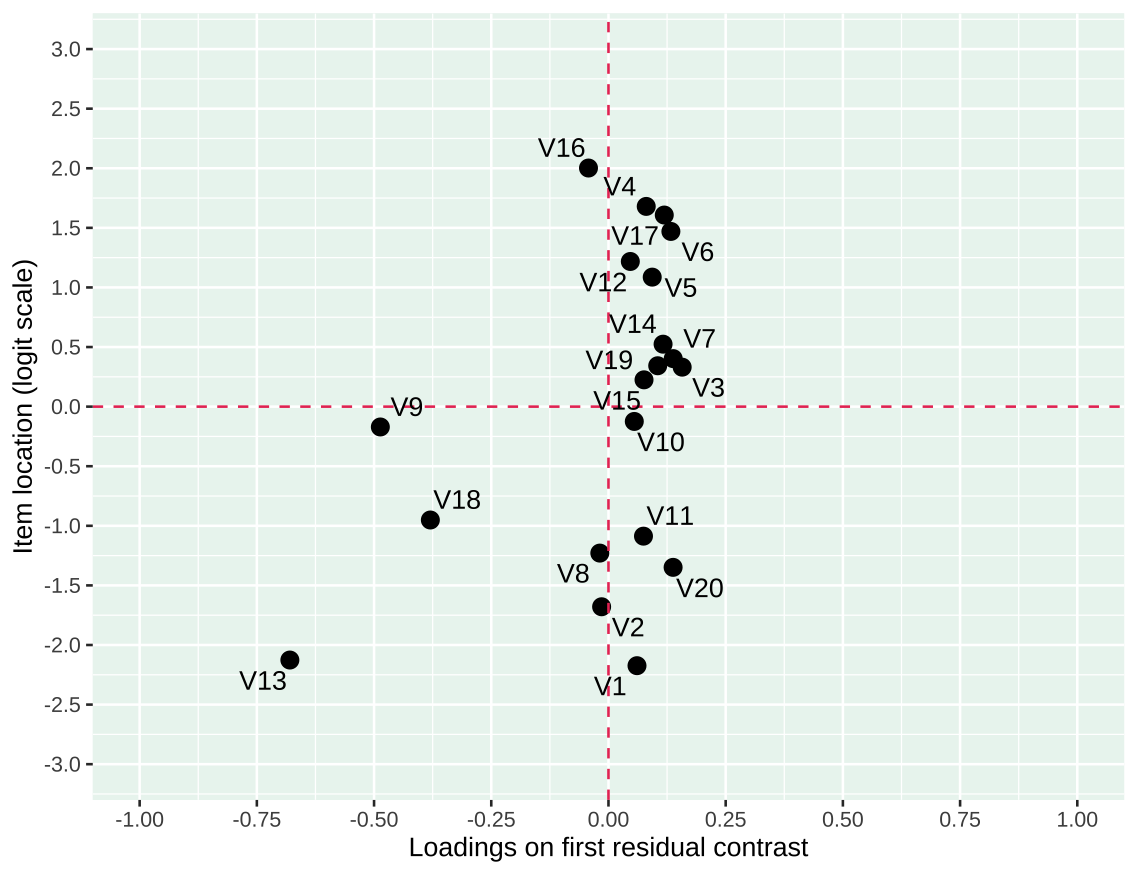 3.0
2.5
2.0
1.5
1.0
0.5
0.0
-0.5
-1.0
-1.5
-2.0
-2.5
-3.0
Item location (logit scale)
V16
V4
V17
V6
V12
V5
V14
V7
V19
V3
V15
V9
V10
V18
V11
V8
V20
V2
V13
V1
-1.00 -0.75 -0.50 -0.25 0.00 0.25 0.50 0.75 1.00
Loadings on first residual contrast